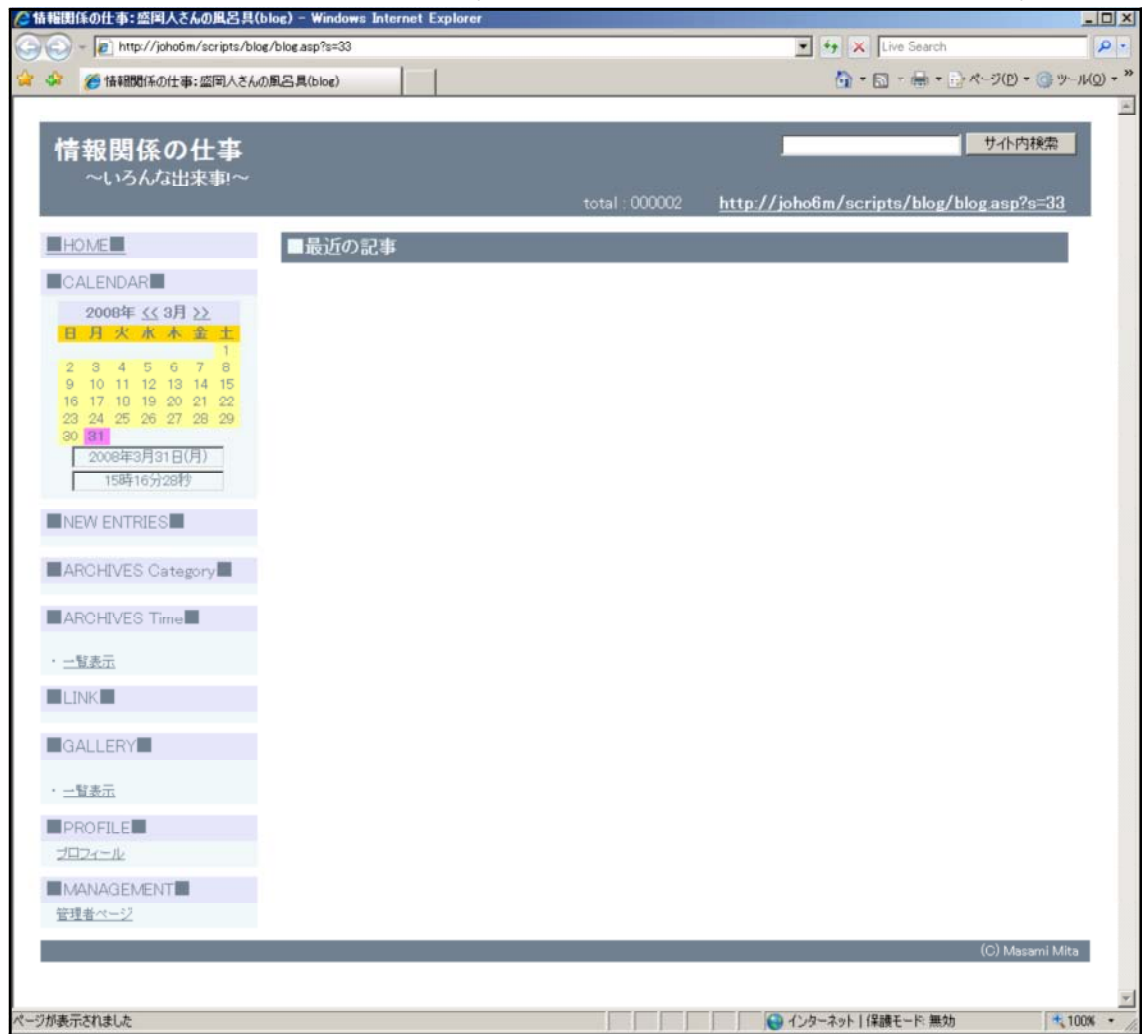 情報関係の仕事:盛岡人さんの風呂具(blog) - Windows Internet Explorer
http://joho6m/scripts/blog/blog.asp?s=33
Live Search
情報関係の仕事:盛岡人さんの風呂具(blog)
ページ(P)
ツール(O)
»
情報関係の仕事
サイト内検索
～いろんな出来事!～
total : 000002 http://joho6m/scripts/blog/blog.asp?s=33
■HOME■
■最近の記事
■CALENDAR■
2008年 << 3月 >>
日 月 火 水 木 金 土
1
2 3 4 5 6 7 8
9 10 11 12 13 14 15
16 17 18 19 20 21 22
23 24 25 26 27 28 29
30 31
2008年3月31日(月)
15時16分28秒
■NEW ENTRIES■
■ARCHIVES Category■
■ARCHIVES Time■
・一覧表示
■LINK■
■GALLERY■
・一覧表示
■PROFILE■
プロフィール
■MANAGEMENT■
管理者ページ
(C) Masami Mita
ページが表示されました
インターネット | 保護モード: 無効
100%